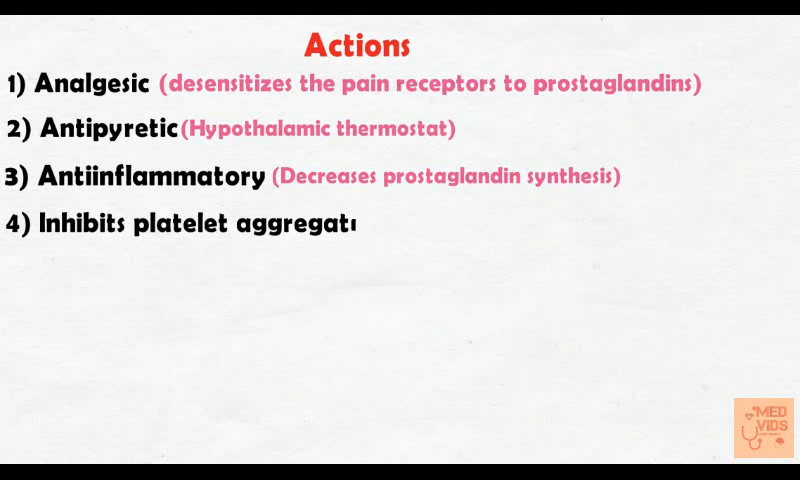 Actions
1) Analgesic (desensitizes the pain receptors to prostaglandins)
2) Antipyretic (Hypothalamic thermostat)
3) Antiinflammatory (Decreases prostaglandin synthesis)
4) Inhibits platelet
MED
VIDS